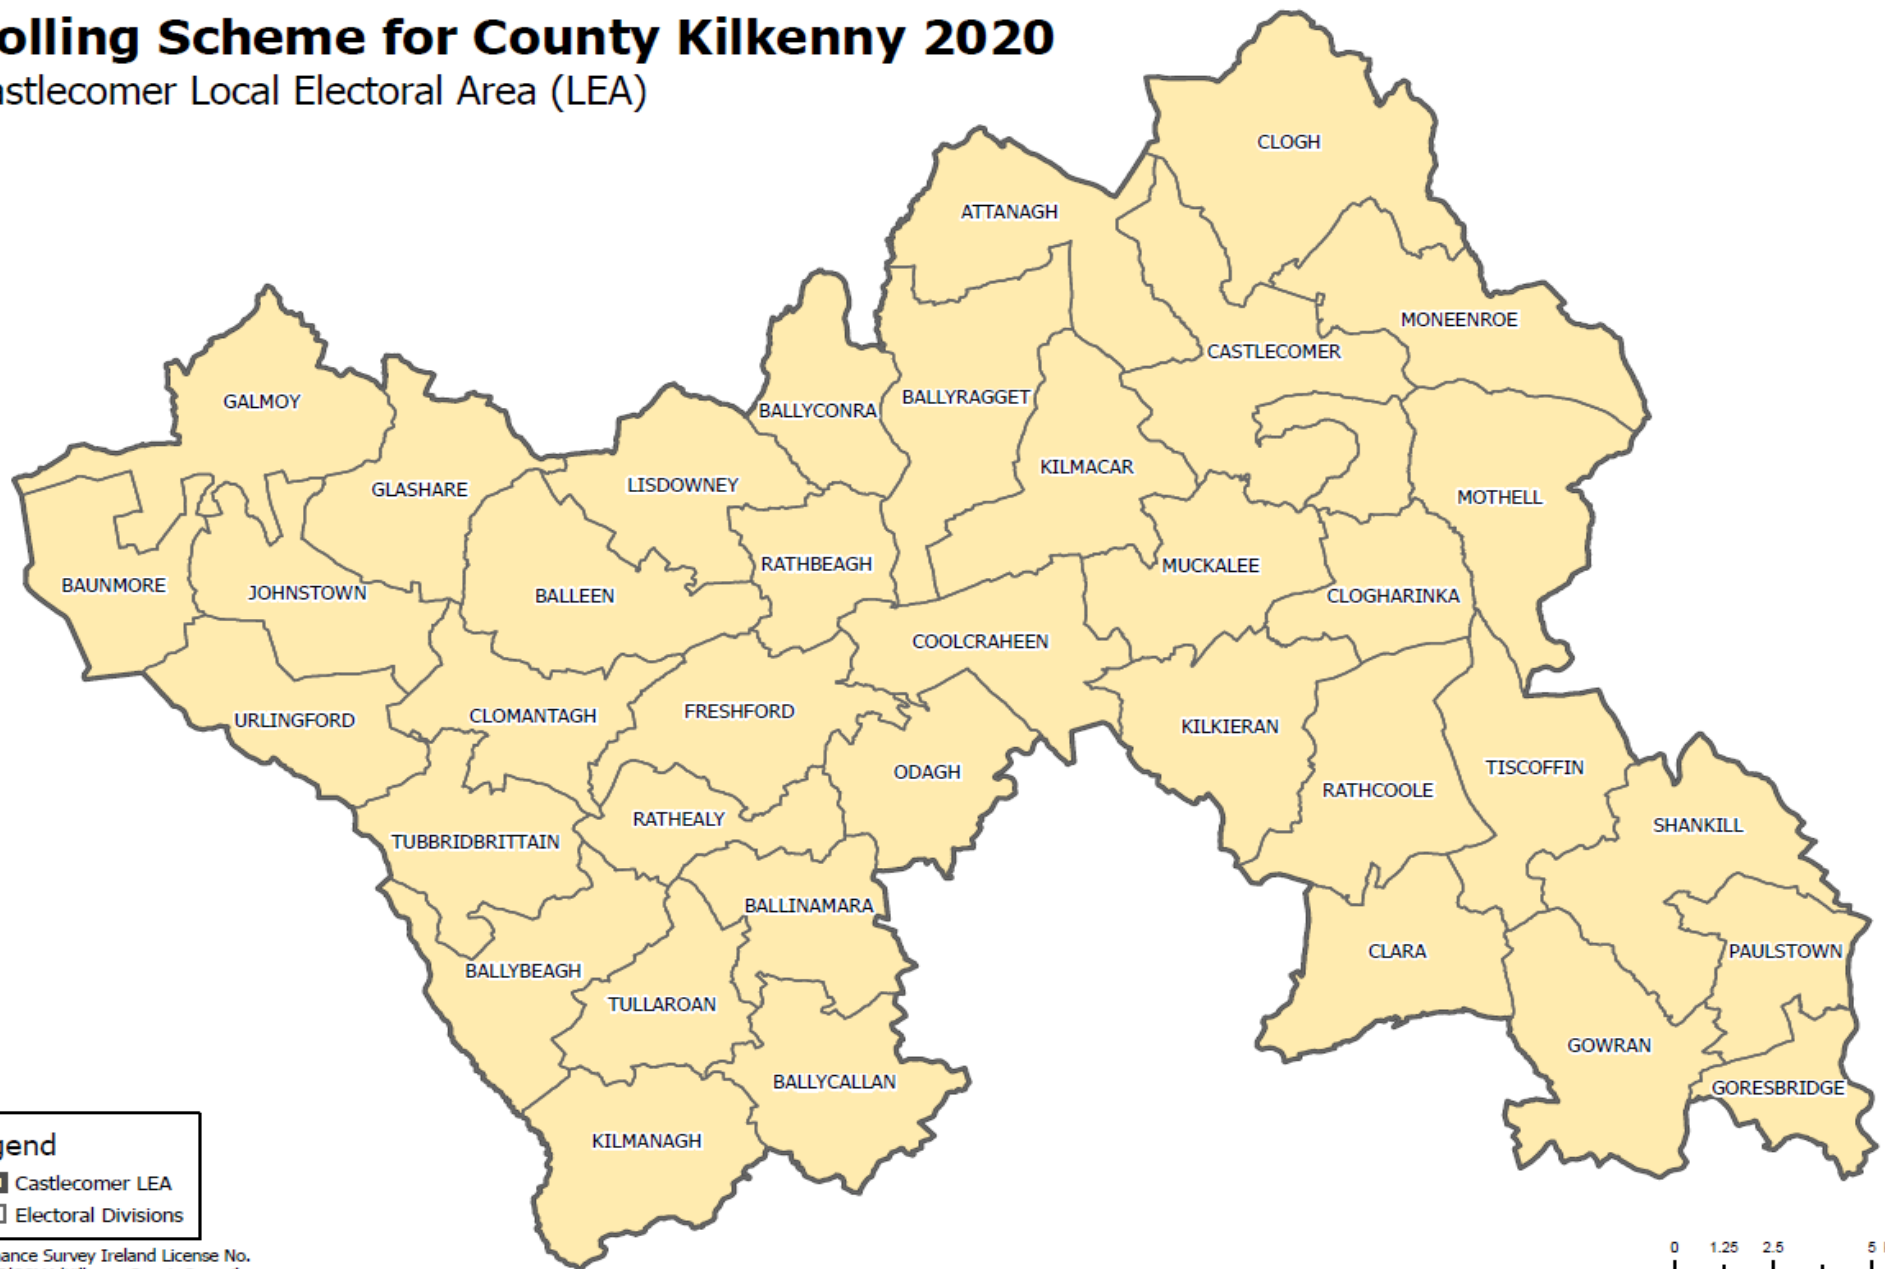 olling Scheme for County Kilkenny 2020
astlecomer Local Electoral Area (LEA)
CLOGH
ATTANAGH
MONEENROE
CASTLECOMER
BALLYRAGGET
GALMOY
BALLYCONRA
KILMACAR
LISDOWNEY
GLASHARE
MOTHELL
RATHBEAGH
MUCKALEE
BAUNMORE
JOHNSTOWN
BALLEEN
CLOGHARINKA
COOLCRAHEEN
FRESHFORD
CLOMANTAGH
URLINGFORD
KILKIERAN
ODAGH
TISCOFFIN
RATHCOOLE
RATHEALY
SHANKILL
TUBBRIDBRITTAIN
BALLINAMARA
CLARA
PAULSTOWN
BALLYBEAGH
TULLAROAN
GOWRAN
BALLYCALLAN
GORESBRIDGE
KILMANAGH
gend
Castlecomer LEA
Electoral Divisions
nance Survey Ireland License No.
0 1.25 2.5 5